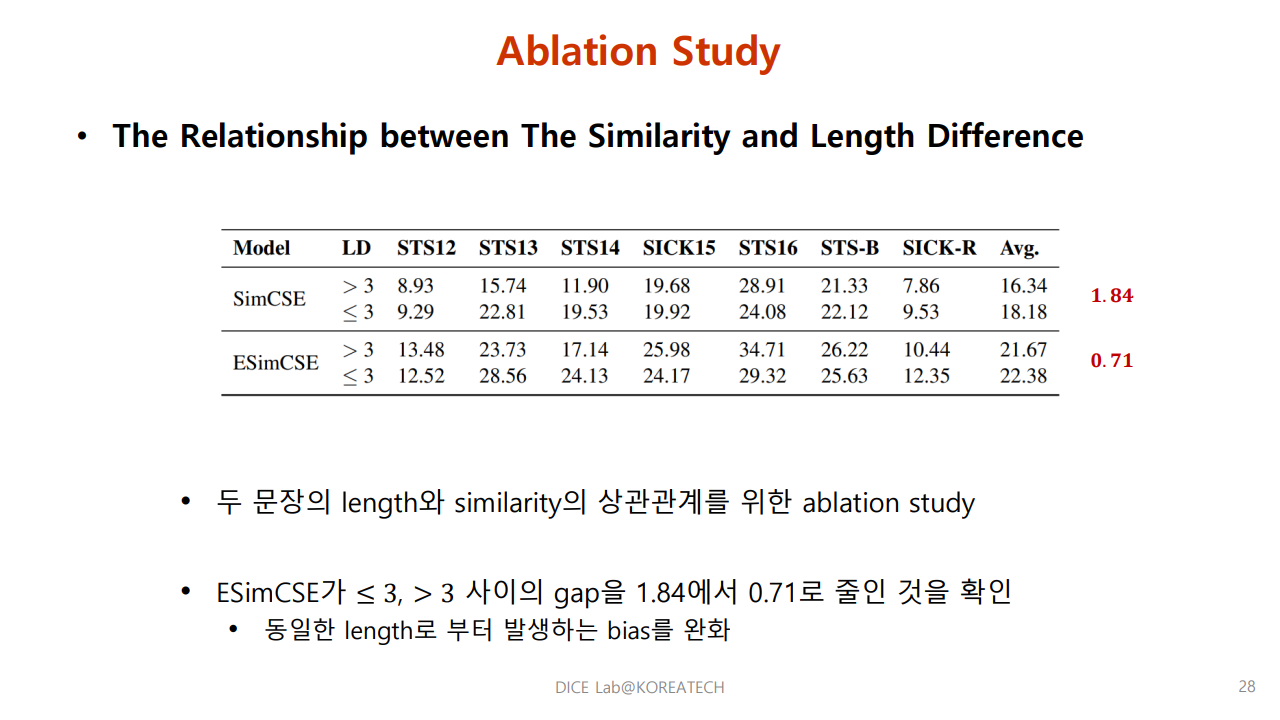 Ablation Study
• The Relationship between The Similarity and Length Difference
Model LD STS12 STS13 STS14 SICK15 STS16 STS-B SICK-R Avg.
SimCSE > 3 8.93 15.74 11.90 19.68 28.91 21.33 7.86 16.34 1.84
≤ 3 9.29 22.81 19.53 19.92 24.08 22.12 9.53 18.18
ESimCSE > 3 13.48 23.73 17.14 25.98 34.71 26.22 10.44 21.67 0.71
≤ 3 12.52 28.56 24.13 24.17 29.32 25.63 12.35 22.38
• 두 문장의 length와 similarity의 상관관계를 위한 ablation study
• ESimCSE가 ≤ 3, > 3 사이의 gap을 1.84에서 0.71로 줄인 것을 확인
• 동일한 length로 부터 발생하는 bias를 완화
DICE Lab@KOREATECH
28